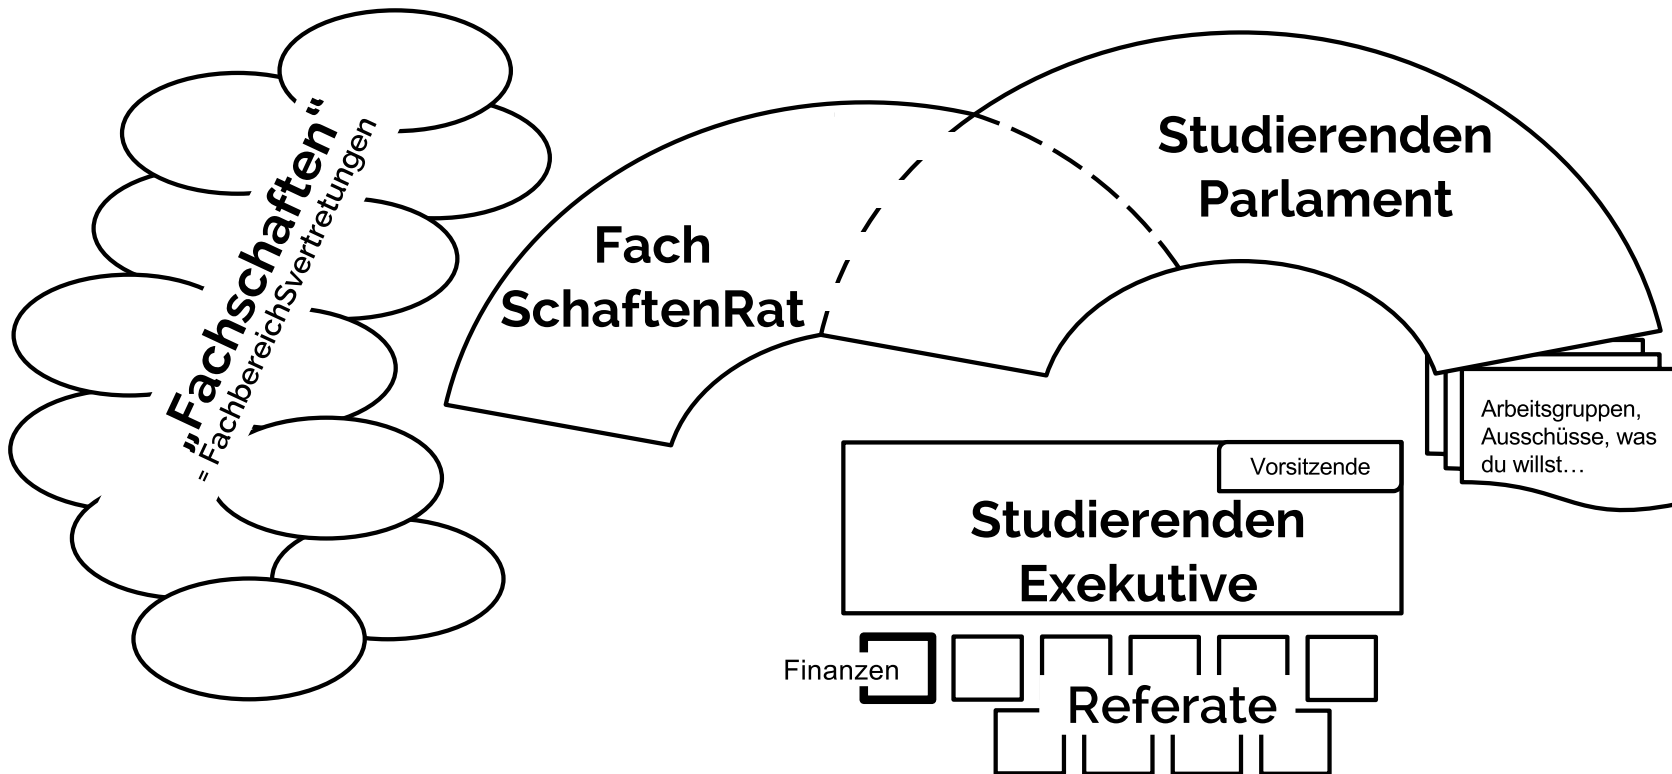 „Fachschaften“
= FachbereichSvertretungen
Fach
SchaftenRat
Studierenden
Parlament
Arbeitsgruppen,
Ausschüsse, was
du willst…
Vorsitzende
Studierenden
Exekutive
Finanzen
Referate